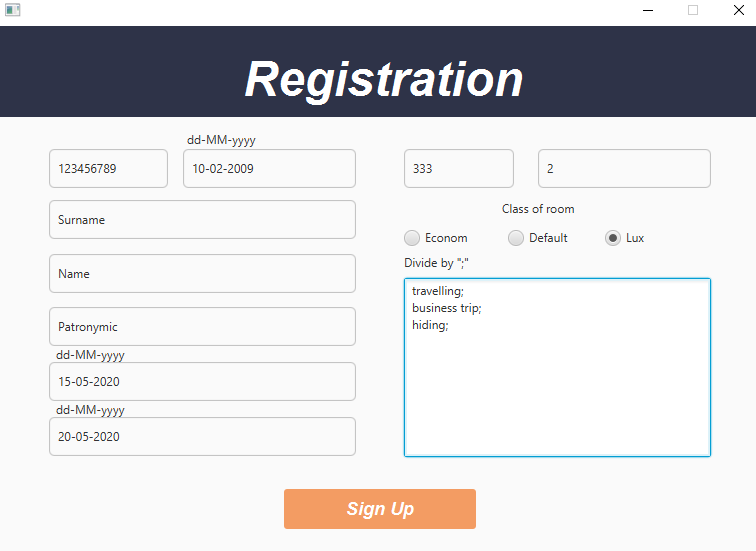 Registration
dd-MM-yyyy
123456789
10-02-2009
333
2
Surname
Class of room
Econom
Default
Lux
Name
Divide by ";"
travelling;
business trip;
hiding;
Patronymic
dd-MM-yyyy
15-05-2020
dd-MM-yyyy
20-05-2020
Sign Up